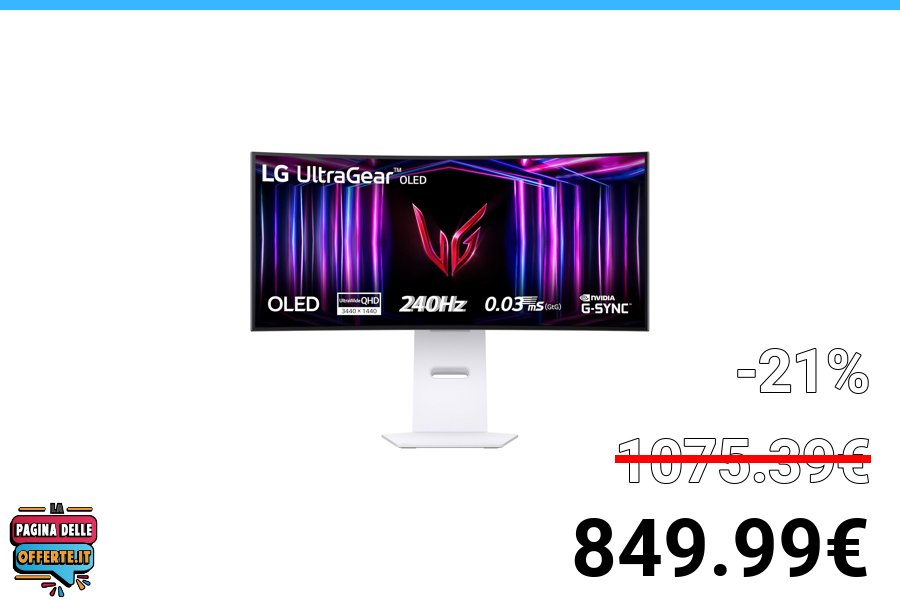 LG UltraGear™ OLED
OLED
UltraWide QHD
3440 × 1440
240Hz
0.03ms(GtG)
NVIDIA
G-SYNC
-21%
1075.39€
849.99€
LA
PAGINA DELLE
OFFERTE.IT